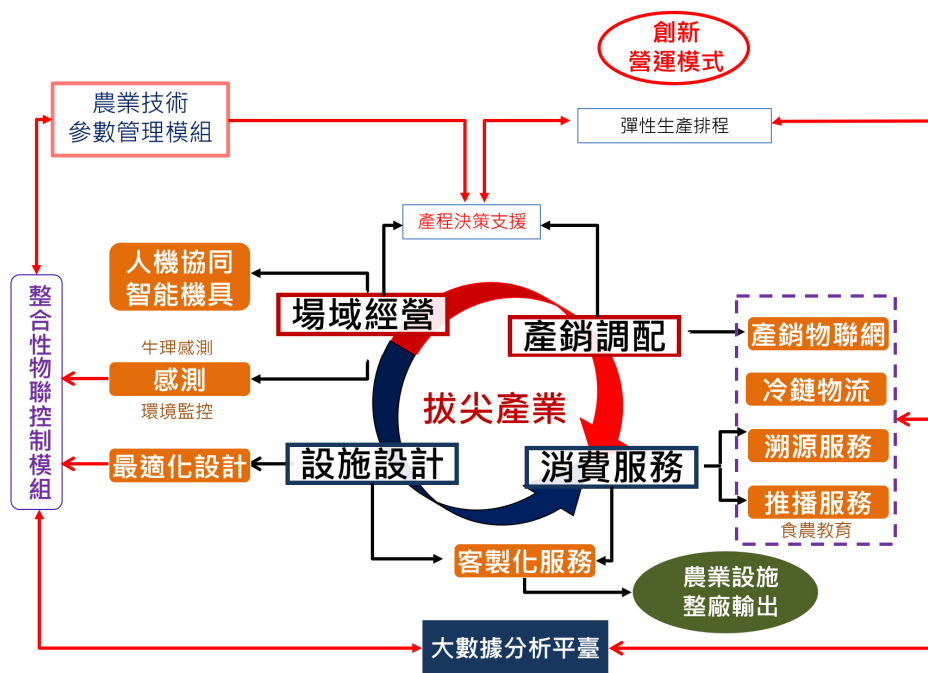 創新
營運模式
農業技術
參數管理模組
彈性生產排程
產程決策支援
人機協同
智能機具
場域經營
產銷調配
產銷物聯網
整合性物聯控制模組
生理感測
感測
環境監控
拔尖產業
冷鏈物流
最適化設計
設施設計
消費服務
溯源服務
推播服務
食農教育
客製化服務
農業設施
整廠輸出
大數據分析平臺